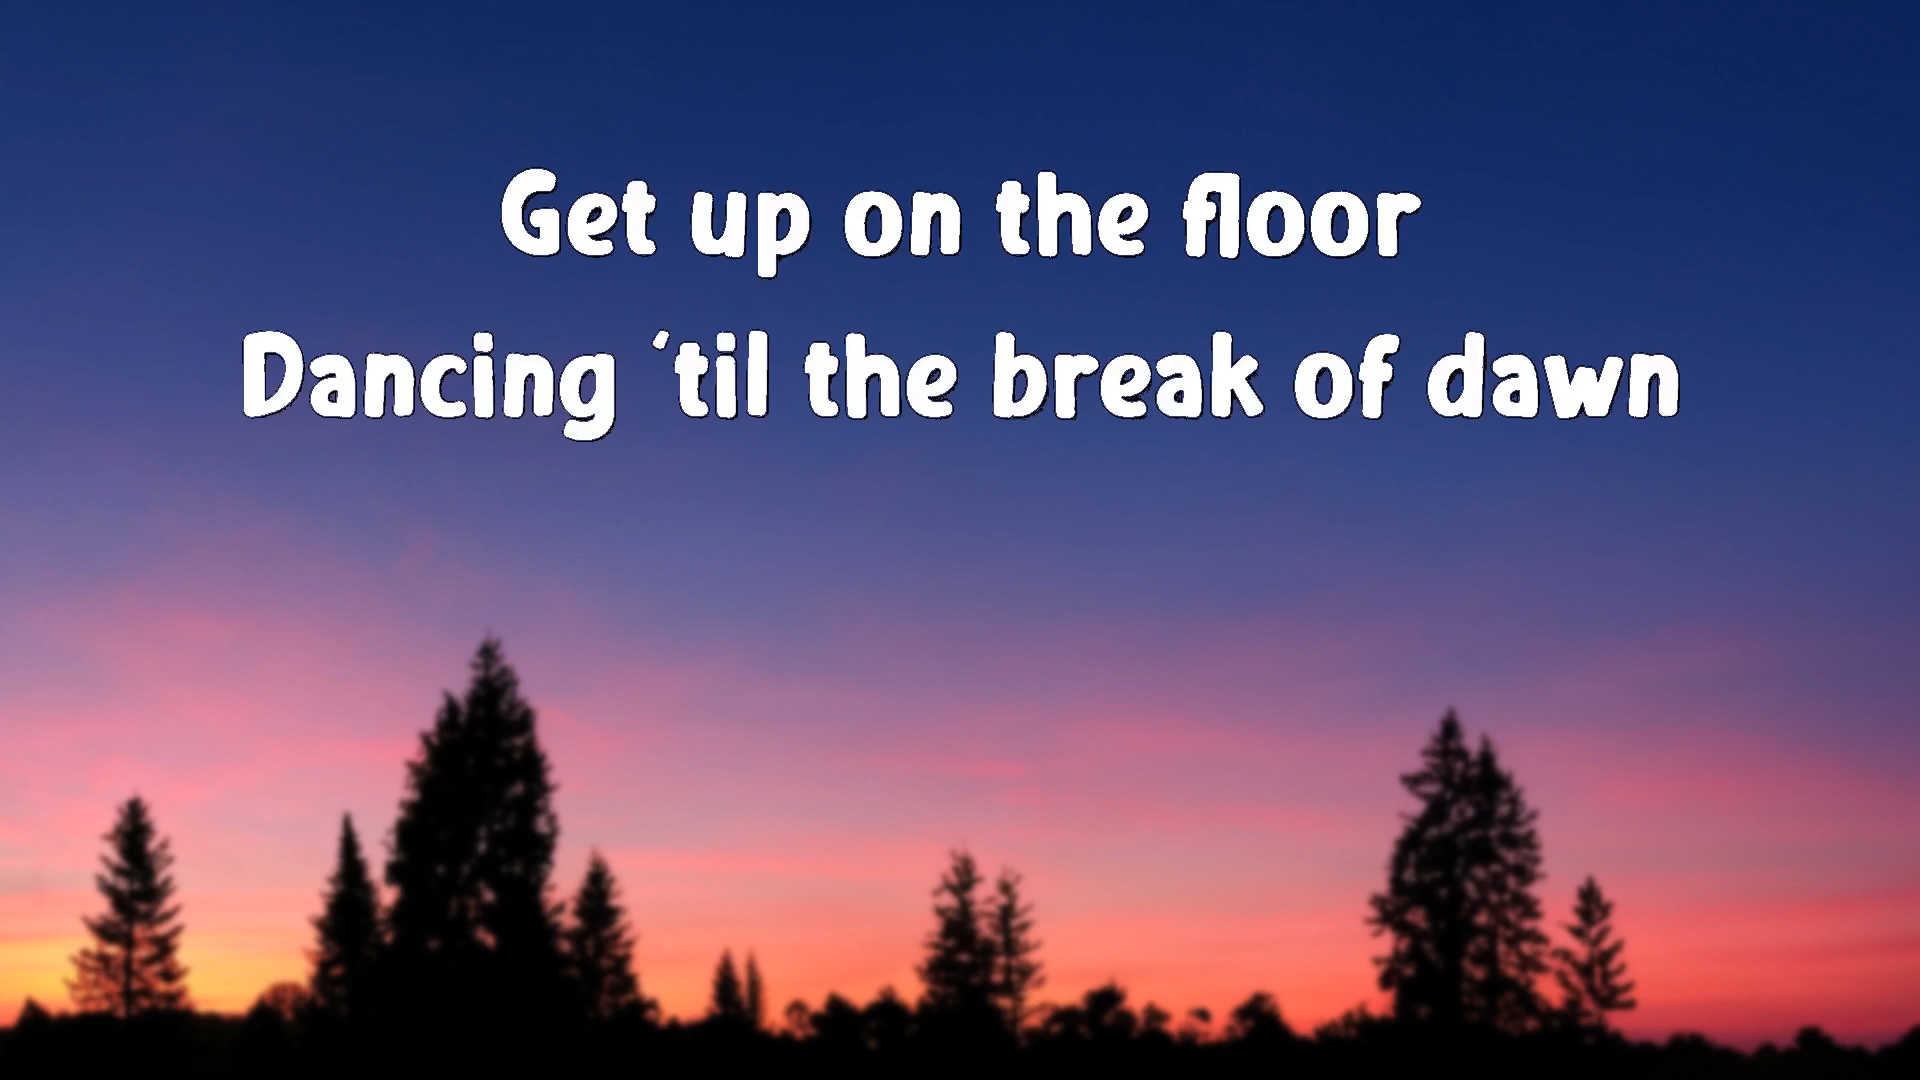 Get up on the floor
Dancing ‘til the break of dawn